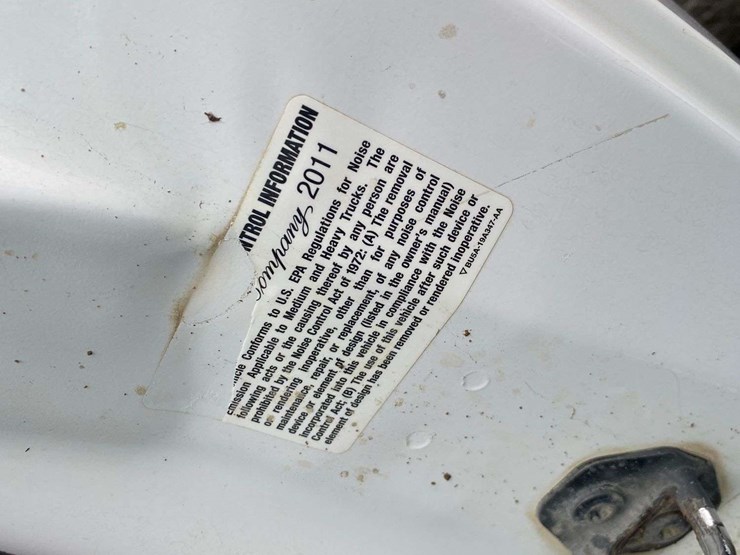 NTROL INFORMATION
ompany 2011
icle Conforms to U.S. EPA Regulations for Noise
Emission Applicable to Medium and Heavy Trucks. The
following acts or the causing thereof by any person are
prohibited by the Noise Control Act of 1972: (A) The removal
or rendering inoperative, other than for purposes of
maintenance, repair, or replacement, of any noise control
device or element of design (listed in the owner's manual)
incorporated into this vehicle in compliance with the Noise
Control Act; (B) The use of this vehicle after such device or
element of design has been removed or rendered inoperative.
▽ BU5A-19A347-AA